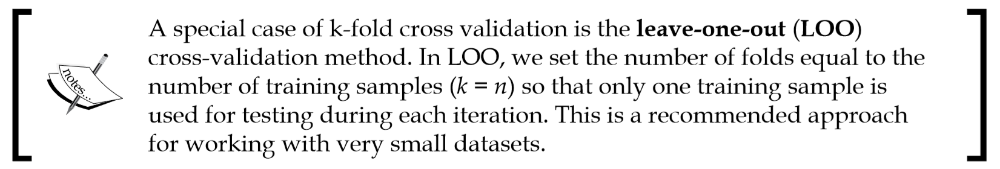 notes...
A special case of k-fold cross validation is the leave-one-out (LOO)
cross-validation method. In LOO, we set the number of folds equal to the
number of training samples (k = n) so that only one training sample is
used for testing during each iteration. This is a recommended approach
for working with very small datasets.